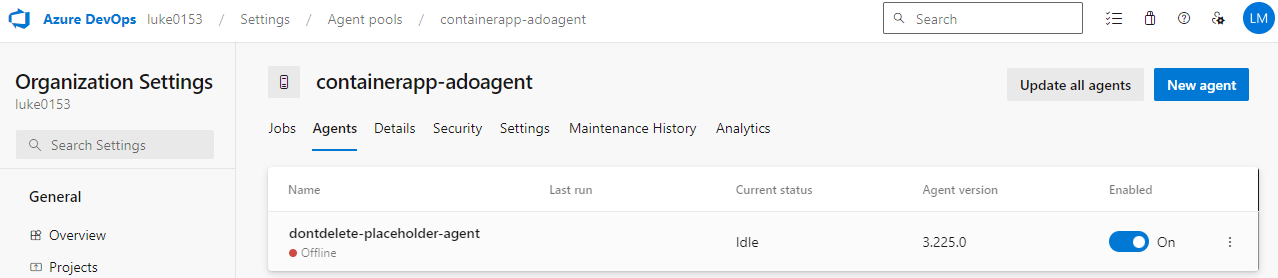 Azure DevOps luke0153 / Settings / Agent pools / containerapp-adoagent Search LM
Organization Settings
luke0153
Search Settings
General
Overview
Projects
containerapp-adoagent
Update all agents New agent
Jobs Agents Details Security Settings Maintenance History Analytics
Name Last run Current status Agent version Enabled
dontdelete-placeholder-agent
Offline
Idle 3.225.0 On